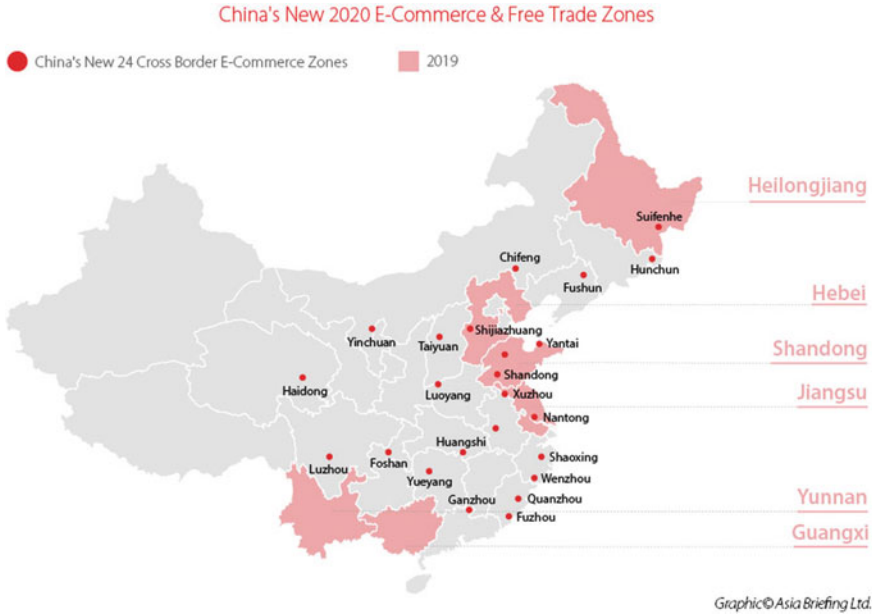 China's New 2020 E-Commerce & Free Trade Zones
China's New 24 Cross Border E-Commerce Zones
2019
Heilongjiang
Suifenhe
Hunchun
Chifeng
Fushun
Hebei
Shijiazhuang
Yinchuan
Taiyuan
Yantai
Shandong
Shandong
Haidong
Luoyang
Xuzhou
Jiangsu
Nantong
Huangshi
Luzhou
Foshan
Shaoxing
Yueyang
Wenzhou
Ganzhou
Quanzhou
Yunnan
Fuzhou
Guangxi
Graphic© Asia Briefing Ltd.